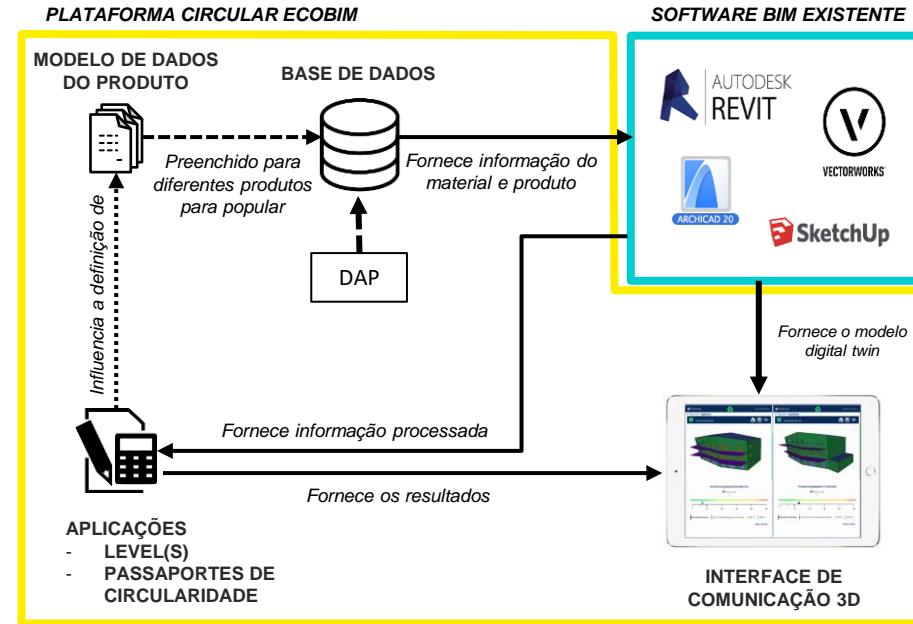 PLATAFORMA CIRCULAR ECOBIM
SOFTWARE BIM EXISTENTE
MODELO DE DADOS
DO PRODUTO
BASE DE DADOS
Preenchido para
diferentes produtos
para popular
Fornece informação do
material e produto
AUTODESK
REVIT
VECTORWORKS
ARCHICAD 20
SketchUp
DAP
Influencia a definição de
Fornece o modelo
digital twin
Fornece informação processada
Fornece os resultados
APLICAÇÕES
- LEVEL(S)
- PASSAPORTES DE
CIRCULARIDADE
INTERFACE DE
COMUNICAÇÃO 3D